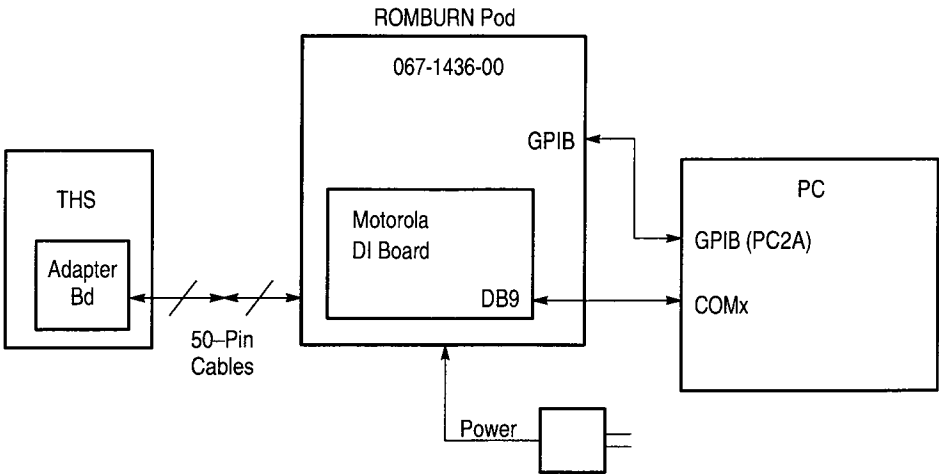 ROMBURN Pod
067-1436-00
GPIB
THS
Adapter
Bd
50–Pin
Cables
Motorola
DI Board
DB9
PC
GPIB (PC2A)
COMx
Power